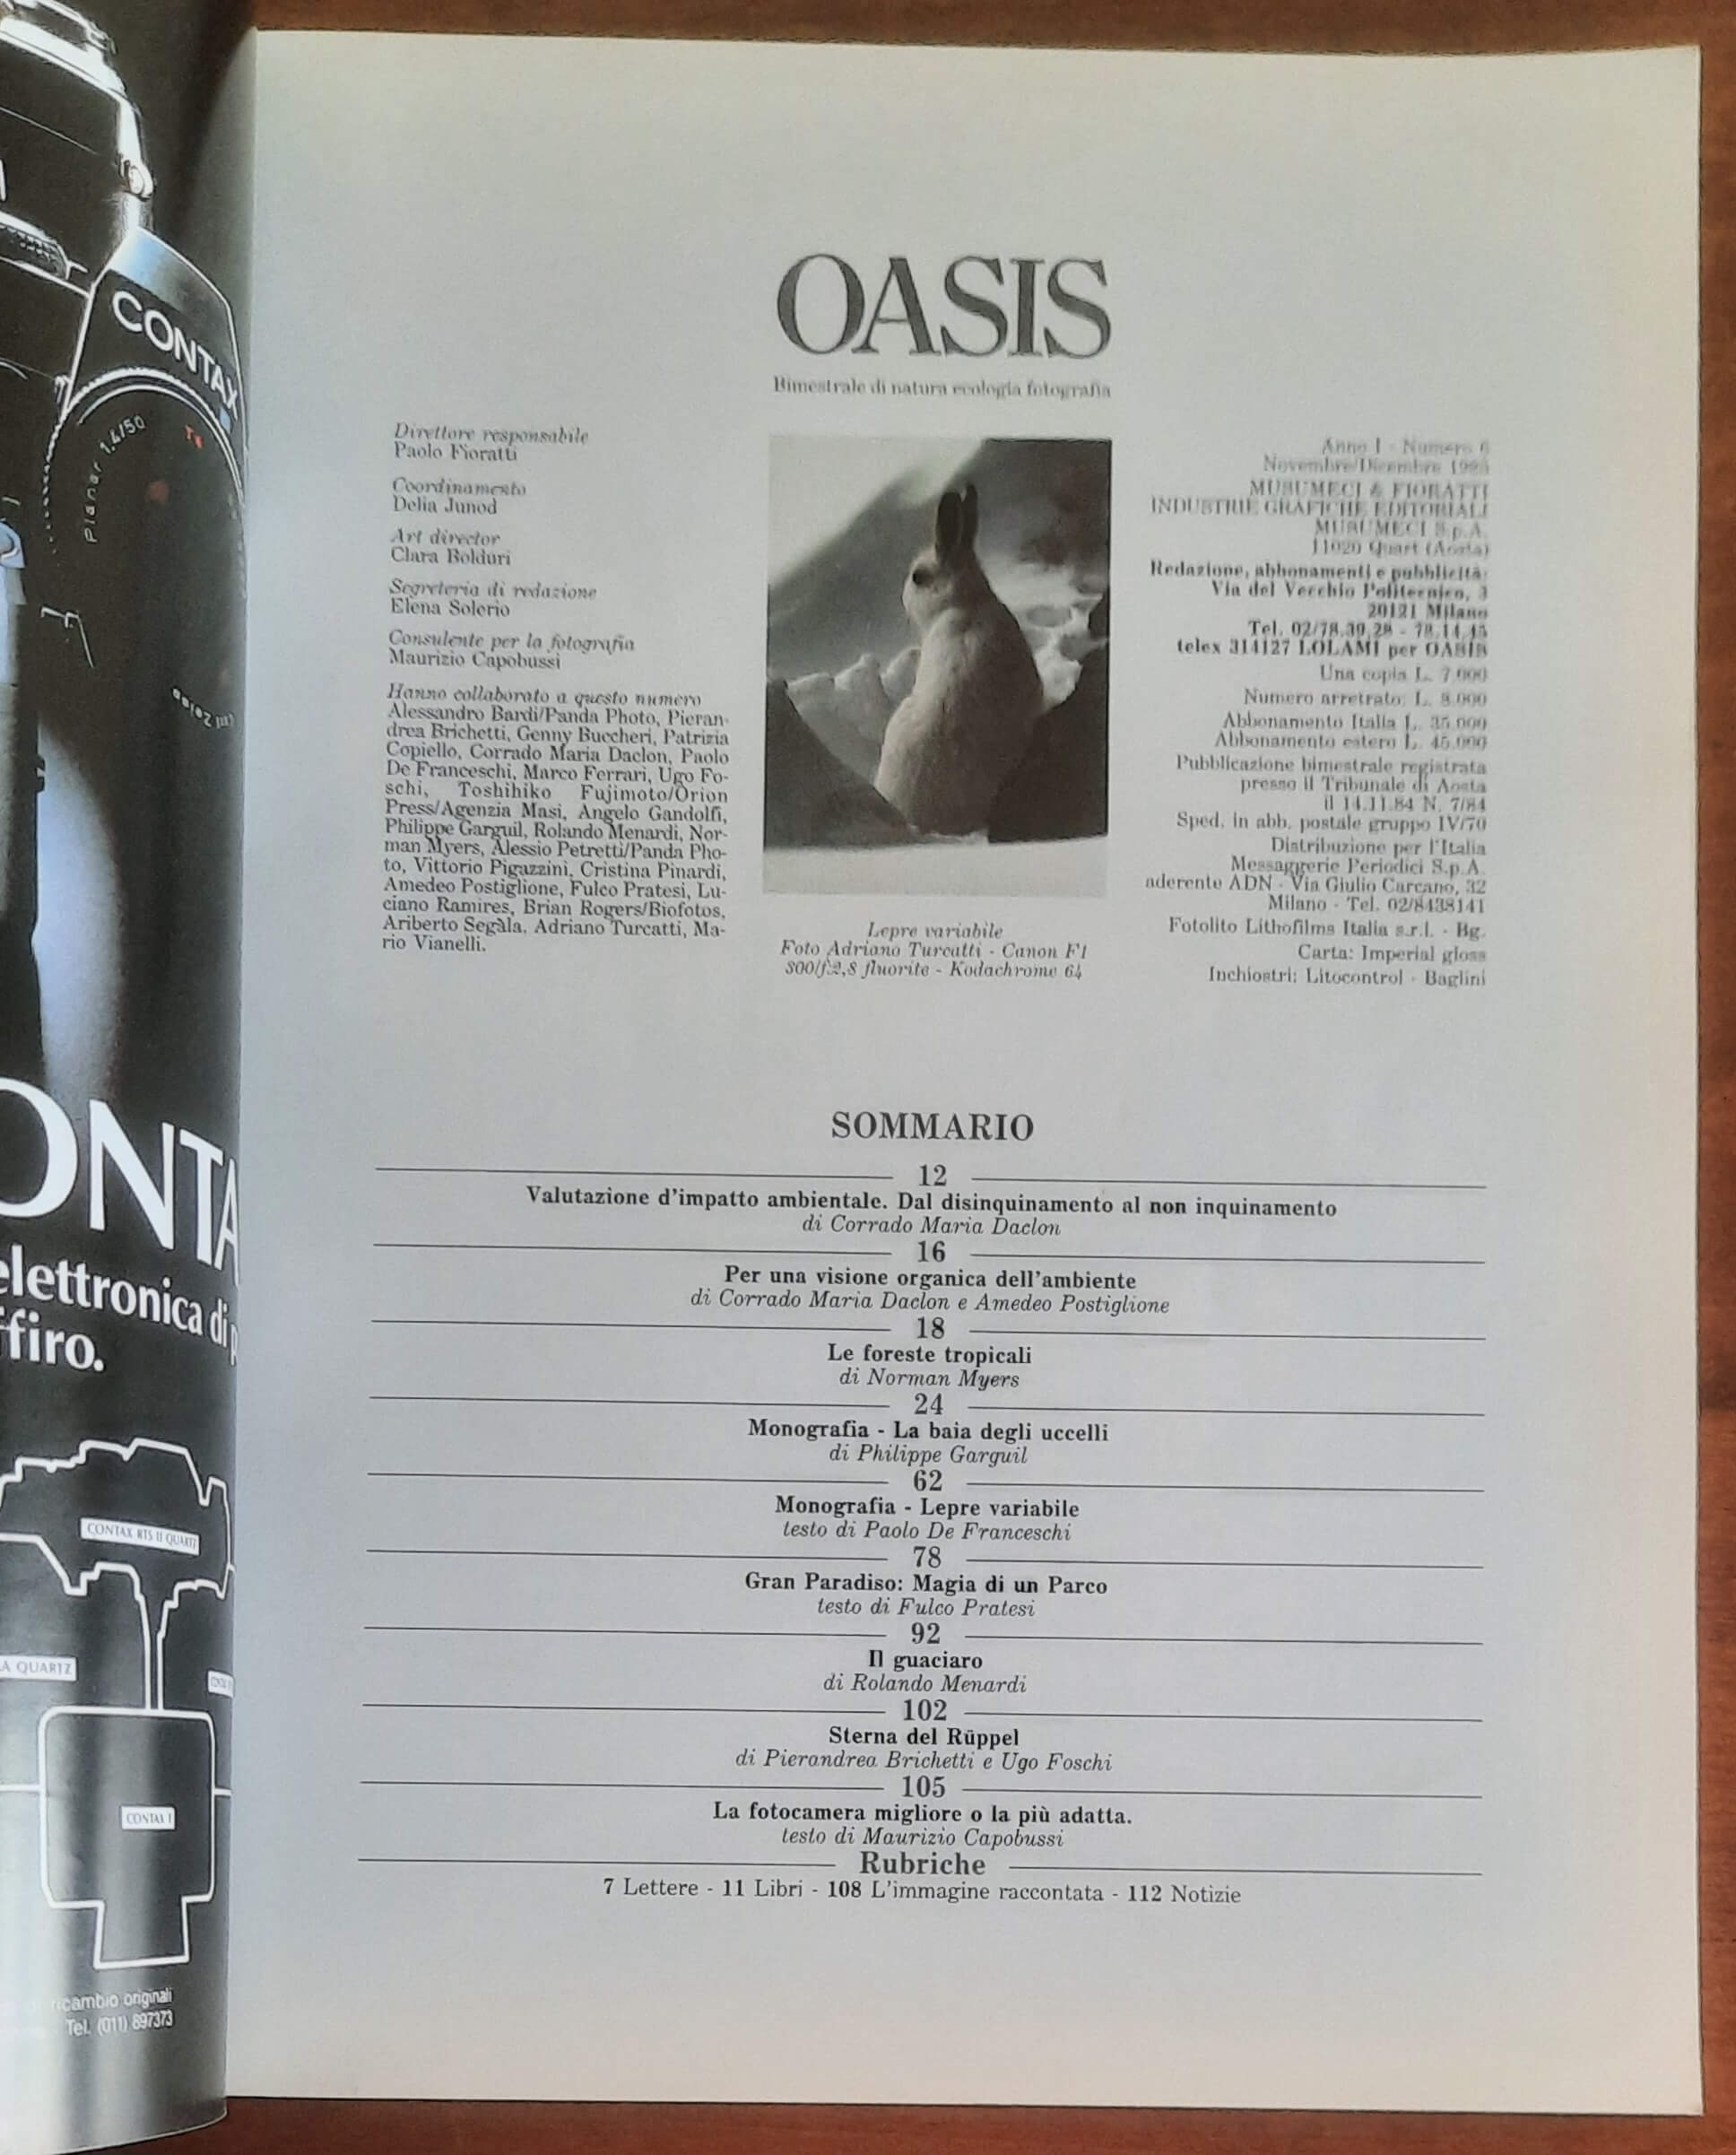 CONTAX
Planar 1.4/50
T*
ONTA
elettronica di
ffiro.
CONTAX RTS II QUARTZ
A QUARTZ
CONTAX T
ricambio originali
Tel. (011) 897373
OASIS
Bimestrale di natura ecologia fotografia
Direttore responsabile
Paolo Fioratti
Coordinamento
Delia Junod
Art director
Clara Bolduri
Segreteria di redazione
Elena Solerio
Consulente per la fotografia
Maurizio Capobussi
Hanno collaborato a questo numero
Alessandro Bardi/Panda Photo, Pieran-
drea Brichetti, Genny Buccheri, Patrizia
Copiello, Corrado Maria Daclon, Paolo
De Franceschi, Marco Ferrari, Ugo Fo-
schi, Toshihiko Fujimoto/Orion
Press/Agenzia Masi, Angelo Gandolfi,
Philippe Garguil, Rolando Menardi, Nor-
man Myers, Alessio Petretti/Panda Pho-
to, Vittorio Pigazzini, Cristina Pinardi,
Amedeo Postiglione, Fulco Pratesi, Lu-
ciano Ramires, Brian Rogers/Biofotos,
Ariberto Segàla, Adriano Turcatti, Ma-
rio Vianelli.
Lepre variabile
Foto Adriano Turcatti - Canon F1
300/f:2,8 fluorite - Kodachrome 64
Anno I - Numero 6
Novembre/Dicembre
MUSUMECI & FIORATTI
INDUSTRIE GRAFICHE EDITORIALI
MUSUMECI S.p.A.
11020 Quart (Aosta)
Redazione, abbonamenti e pubblicità:
Via del Vecchio Politecnico, 3
20121 Milano
Tel. 02/78.39.28 - 78.14.45
telex 314127 LOLAMI per OASIS
Una copia L. 7.000
Numero arretrato: L. 8.000
Abbonamento Italia L. 35.000
Abbonamento estero L. 45.000
Pubblicazione bimestrale registrata
presso il Tribunale di Aosta
il 14.11.84 N. 7/84
Sped. in abb. postale gruppo IV/70
Distribuzione per l'Italia
Messaggerie Periodici S.p.A.
aderente ADN - Via Giulio Carcano, 32
Milano - Tel. 02/8438141
Fotolito Lithofilms Italia s.r.l. - Bg.
Carta: Imperial gloss
Inchiostri: Litocontrol - Baglini
SOMMARIO
12
Valutazione d'impatto ambientale. Dal disinquinamento al non inquinamento
di Corrado Maria Daclon
16
Per una visione organica dell'ambiente
di Corrado Maria Daclon e Amedeo Postiglione
18
Le foreste tropicali
di Norman Myers
24
Monografia - La baia degli uccelli
di Philippe Garguil
62
Monografia - Lepre variabile
testo di Paolo De Franceschi
78
Gran Paradiso: Magia di un Parco
testo di Fulco Pratesi
92
Il guaciaro
di Rolando Menardi
102
Sterna del Rüppel
di Pierandrea Brichetti e Ugo Foschi
105
La fotocamera migliore o la più adatta.
testo di Maurizio Capobussi
Rubriche
7 Lettere - 11 Libri - 108 L'immagine raccontata - 112 Notizie